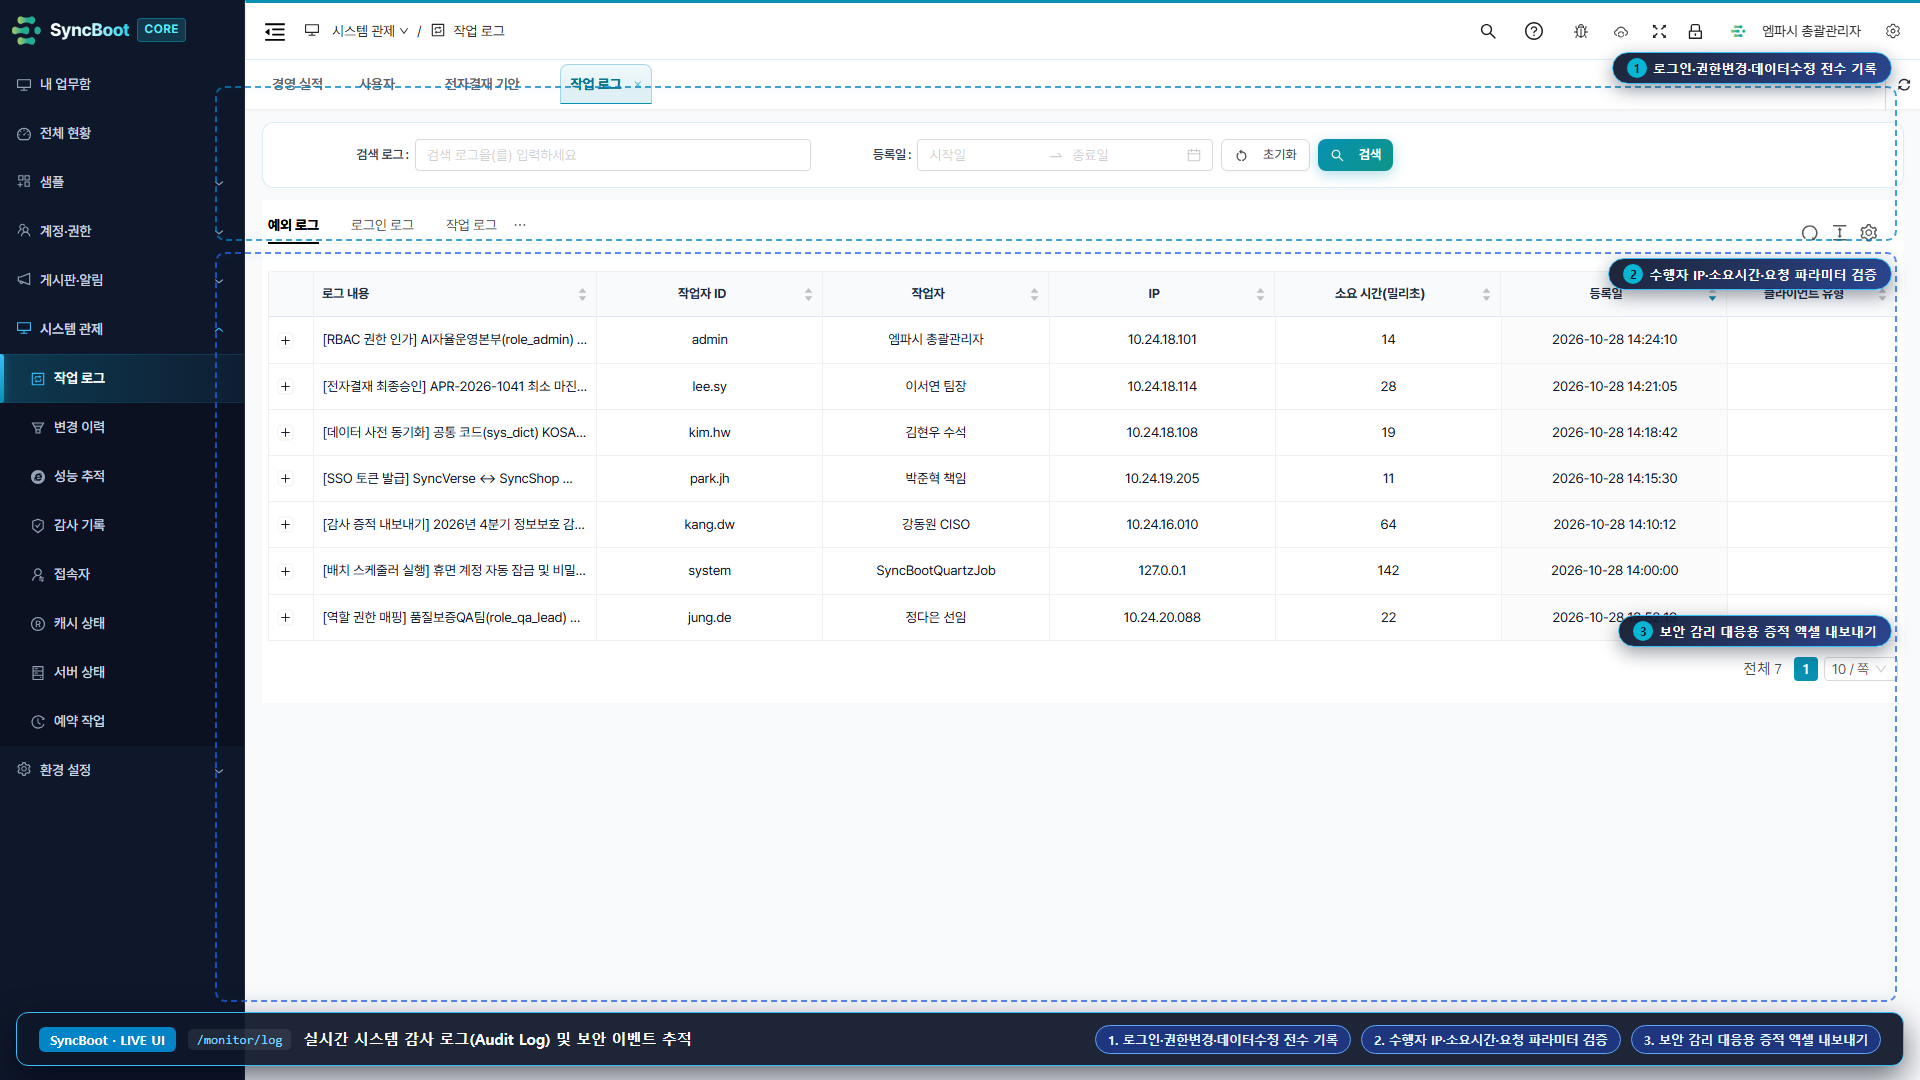 SyncBoot CORE
내 업무함
전체 현황
샘플
계정·권한
게시판·알림
시스템 관제
작업 로그
변경 이력
성능 추적
감사 기록
접속자
캐시 상태
서버 상태
예약 작업
환경 설정
시스템 관제 / 작업 로그
엠파시 총괄관리자
경영 실적 사용자 전자결재 기안 작업 로그
1 로그인·권한변경·데이터수정 전수 기록
검색 로그: 검색 로그을(를) 입력하세요 등록일: 시작일 종료일 초기화 검색
예외 로그 로그인 로그 작업 로그 ...
2 수행자 IP·소요시간·요청 파라미터 검증
로그 내용 작업자 ID 작업자 IP 소요 시간(밀리초) 등록일 클라이언트 유형
[RBAC 권한 인가] AI자율운영본부(role_admin) ... admin 엠파시 총괄관리자 10.24.18.101 14 2026-10-28 14:24:10
[전자결재 최종승인] APR-2026-1041 최소 마진... lee.sy 이서연 팀장 10.24.18.114 28 2026-10-28 14:21:05
[데이터 사전 동기화] 공통 코드(sys_dict) KOSA... kim.hw 김현우 수석 10.24.18.108 19 2026-10-28 14:18:42
[SSO 토큰 발급] SyncVerse ↔ SyncShop ... park.jh 박준혁 책임 10.24.19.205 11 2026-10-28 14:15:30
[감사 증적 내보내기] 2026년 4분기 정보보호 감... kang.dw 강동원 CISO 10.24.16.010 64 2026-10-28 14:10:12
[배치 스케줄러 실행] 휴면 계정 자동 잠금 및 비밀... system SyncBootQuartzJob 127.0.0.1 142 2026-10-28 14:00:00
[역할 권한 매핑] 품질보증QA팀(role_qa_lead) ... jung.de 정다은 선임 10.24.20.088 22 2026-10-28
3 보안 감리 대응용 증적 엑셀 내보내기
전체 7 1 10 / 쪽
SyncBoot · LIVE UI /monitor/log 실시간 시스템 감사 로그(Audit Log) 및 보안 이벤트 추적 1. 로그인·권한변경·데이터수정 전수 기록 2. 수행자 IP·소요시간·요청 파라미터 검증 3. 보안 감리 대응용 증적 엑셀 내보내기